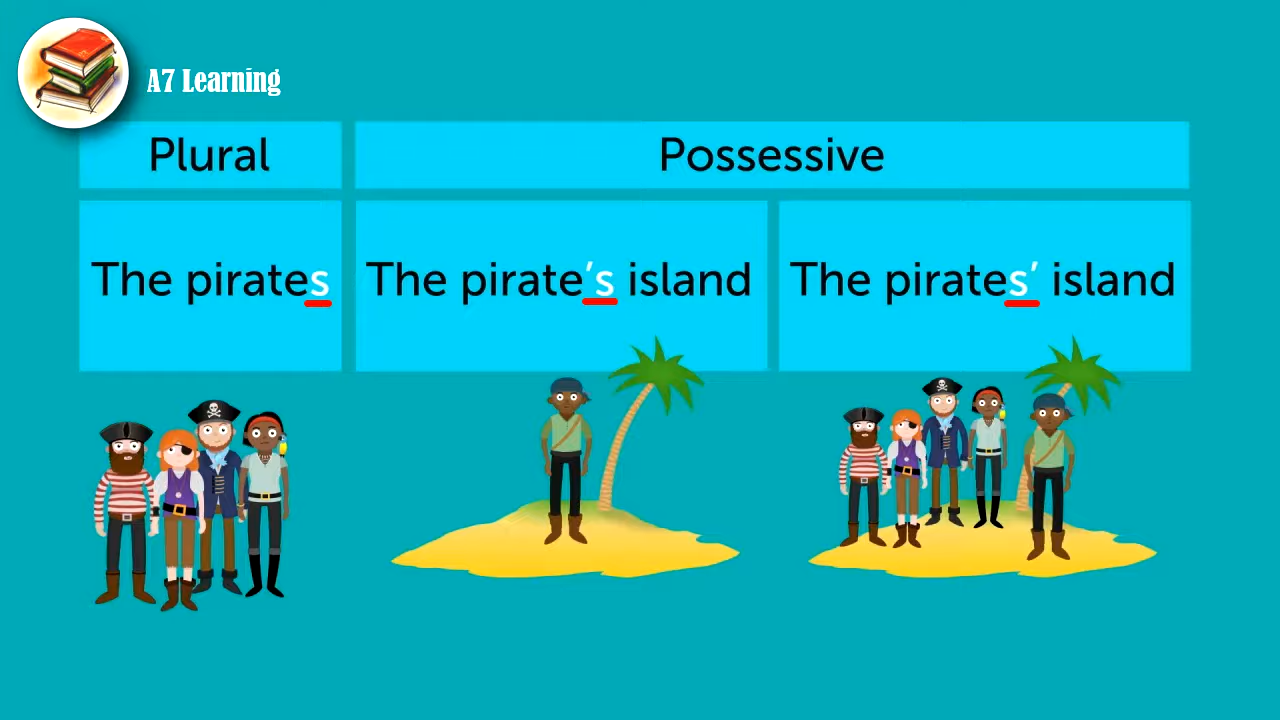 A7 Learning
Plural
Possessive
The pirates
The pirate’s island
The pirates’ island